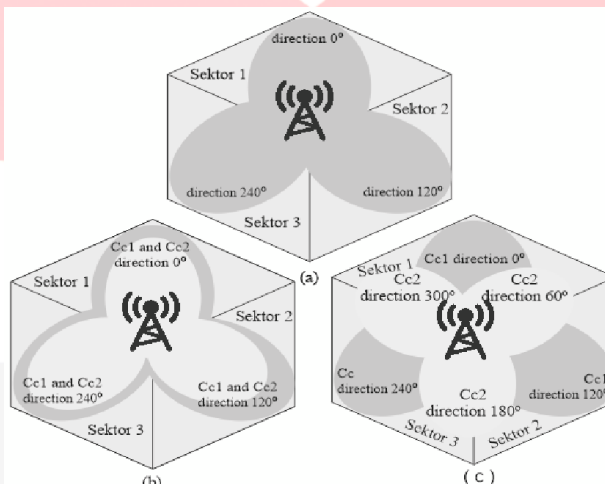 direction 0°
Sektor 1
Sektor 2
direction 240°
direction 120°
Sektor 3
(a)
Cc1 and Cc2
direction 0°
Sektor 1
Sektor 2
Cc1 and Cc2
direction 240°
Cc1 and Cc2
direction 120°
Sektor 3
(b)
Sektor 1
Cc1 direction 0°
Cc2
direction 300°
Cc2
direction 60°
Cc
direction 240°
Cc1
direction 120°
Cc2
direction 180°
Sektor 3
Sektor 2
( c )